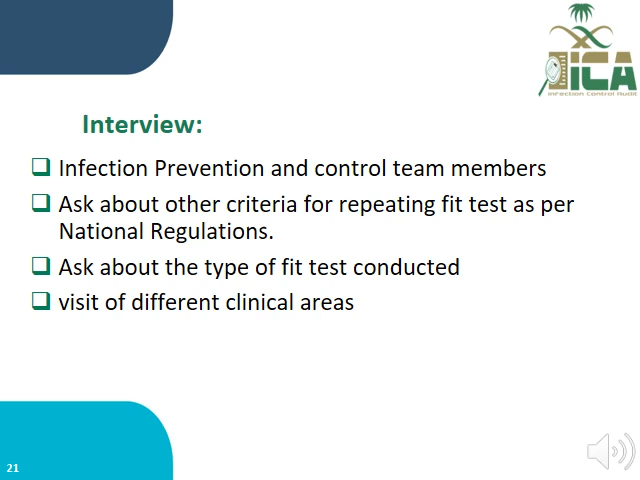 iCA
Infection Control Audit
Interview:
Infection Prevention and control team members
Ask about other criteria for repeating fit test as per
National Regulations.
Ask about the type of fit test conducted
visit of different clinical areas
21